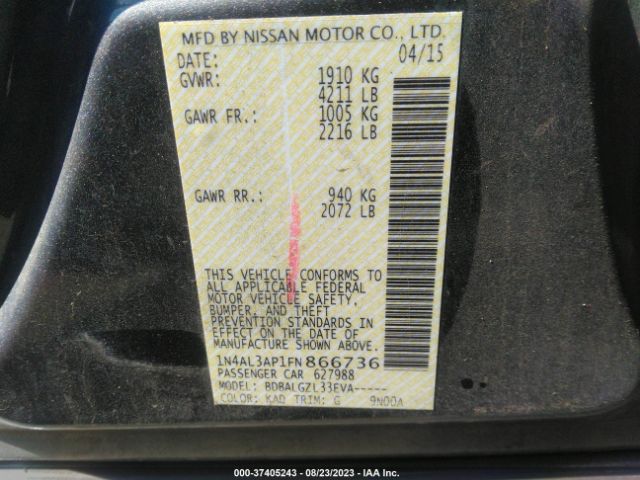 MFD BY NISSAN MOTOR CO., LTD.
DATE: 04/15
GVWR: 1910 KG
4211 LB
GAWR FR.: 1005 KG
2216 LB
GAWR RR.: 940 KG
2072 LB
THIS VEHICLE CONFORMS TO
ALL APPLICABLE FEDERAL
MOTOR VEHICLE SAFETY,
BUMPER, AND THEFT
PREVENTION STANDARDS IN
EFFECT ON THE DATE OF
MANUFACTURE SHOWN ABOVE.
1N4AL3AP1FN866736
PASSENGER CAR 627988
MODEL: BDBALGZL33EVA-----
COLOR: KAD TRIM: G 9N00A
000-37405243 - 08/23/2023 - IAA Inc.